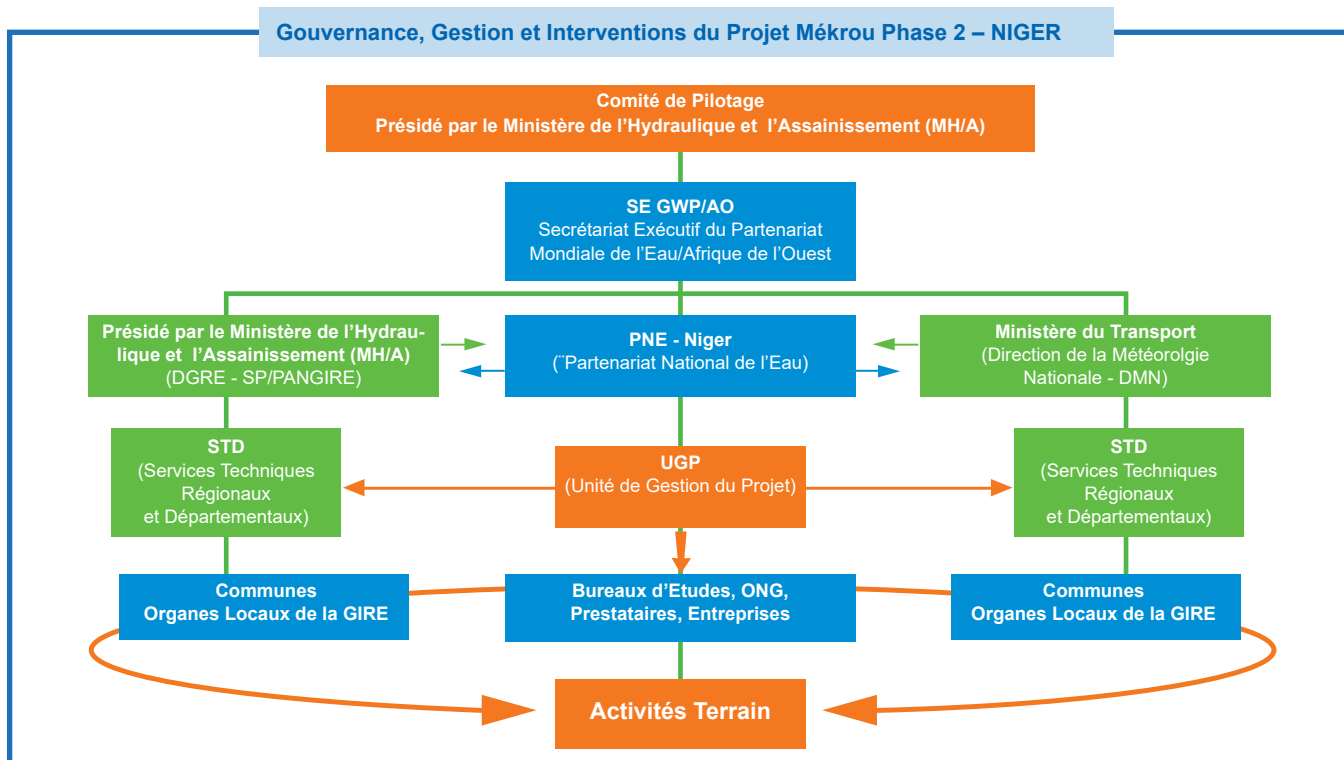 Gouvernance, Gestion et Interventions du Projet Mékrou Phase 2 – NIGER
Comité de Pilotage
Présidé par le Ministère de l'Hydraulique et l'Assainissement (MH/A)
SE GWP/AO
Secrétariat Exécutif du Partenariat
Mondiale de l'Eau/Afrique de l'Ouest
Présidé par le Ministère de l'Hydrau-
lique et l'Assainissement (MH/A)
(DGRE - SP/PANGIRE)
PNE - Niger
(¨Partenariat National de l'Eau)
Ministère du Transport
(Direction de la Météorolgie
Nationale - DMN)
STD
(Services Techniques
Régionaux
et Départementaux)
UGP
(Unité de Gestion du Projet)
STD
(Services Techniques
Régionaux
et Départementaux)
Communes
Organes Locaux de la GIRE
Bureaux d'Etudes, ONG,
Prestataires, Entreprises
Communes
Organes Locaux de la GIRE
Activités Terrain